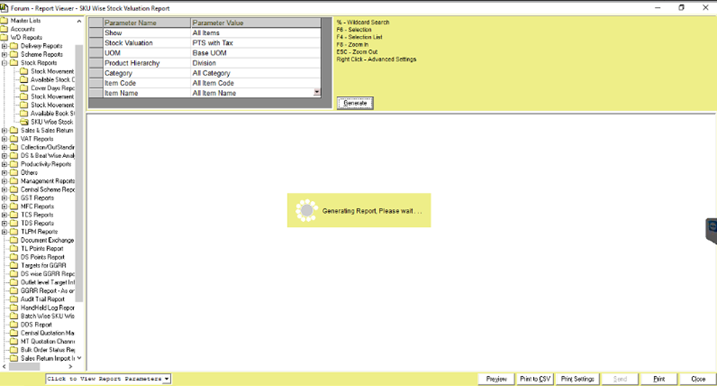 Forum - Report Viewer - SKU Wise Stock Valuation Report
Master Lists
Accounts
WD Reports
Delivery Reports
Scheme Reports
Stock Reports
Stock Movement
Available Stock C
Cover Days Repo
Stock Movement
Stock Movement
Available Book St
SKU Wise Stock
Sales & Sales Return
VAT Reports
Collection/OutStandin
DS & Beat Wise Analy
Productivity Reports
Others
Management Reports
Central Scheme Repo
GST Reports
MFC Reports
TCS Reports
TDS Reports
TLPM Reports
Document Exchange
TL Points Report
DS Points Report
Targets for GGRR
DS wise GGRR Repo
Outlet level Target Inf
GGRR Report - As on
Audit Trail Report
HandHeld Log Repor
Batch Wise SKU Wis
DDS Report
Central Quotation Ma
MT Quotation Channe
Bulk Order Status Rep
Sales Return Import I
Parameter Name Parameter Value
Show All Items
Stock Valuation PTS with Tax
UOM Base UOM
Product Hierarchy Division
Category All Category
Item Code All Item Code
Item Name All Item Name
% - Wildcard Search
F6 - Selection
F4 - Selection List
F8 - Zoom In
ESC - Zoom Out
Right Click - Advanced Settings
Generate
Generating Report, Please wait. . .
Click to View Report Parameters
Preview Print to CSV Print Settings Send Print Close